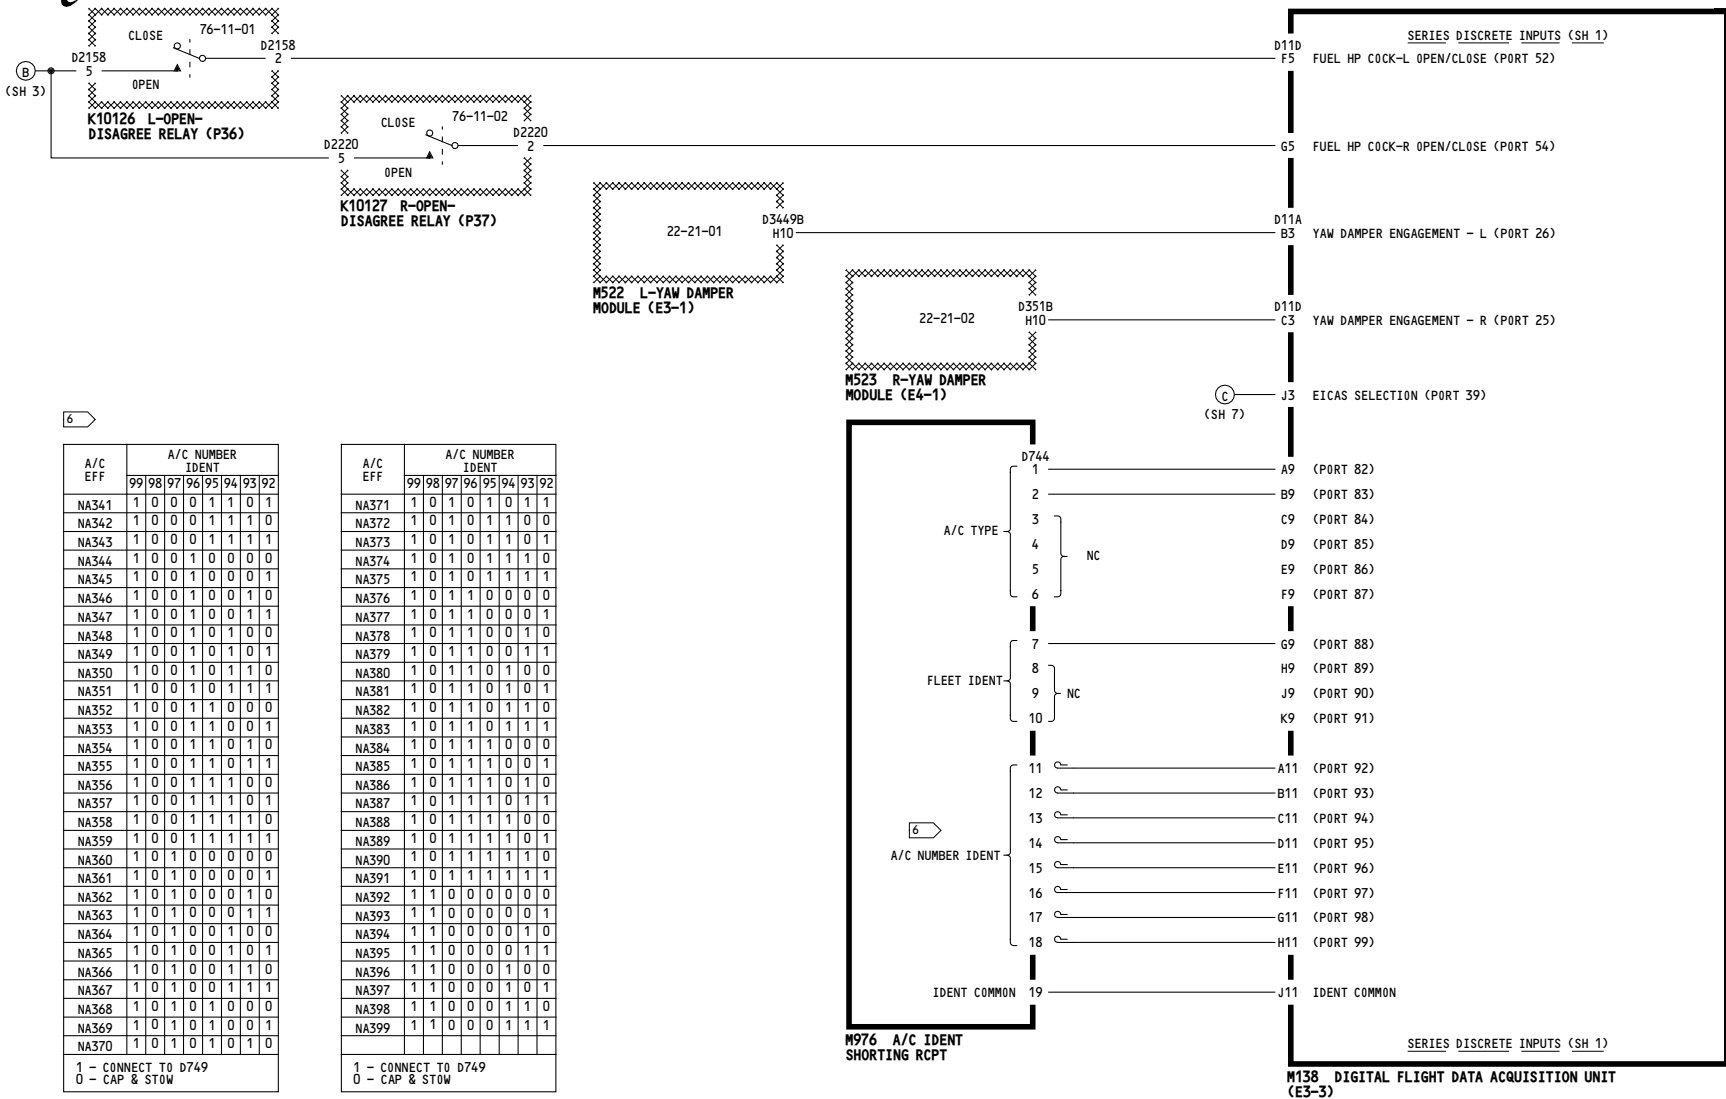 CLOSE
76-11-01
D2158
5
D2158
2
OPEN
B
(SH 3)
K10126 L-OPEN-
DISAGREE RELAY (P36)
CLOSE
76-11-02
D2220
5
D2220
2
OPEN
K10127 R-OPEN-
DISAGREE RELAY (P37)
22-21-01
D3449B
H10
M522 L-YAW DAMPER
MODULE (E3-1)
22-21-02
D351B
H10
M523 R-YAW DAMPER
MODULE (E4-1)
SERIES DISCRETE INPUTS (SH 1)
D11D
F5 FUEL HP COCK-L OPEN/CLOSE (PORT 52)
G5 FUEL HP COCK-R OPEN/CLOSE (PORT 54)
D11A
B3 YAW DAMPER ENGAGEMENT - L (PORT 26)
D11D
C3 YAW DAMPER ENGAGEMENT - R (PORT 25)
C
(SH 7)
J3 EICAS SELECTION (PORT 39)
6
A/C EFF
A/C NUMBER IDENT
99 98 97 96 95 94 93 92
NA341 1 0 0 0 1 1 0 1
NA342 1 0 0 0 1 1 1 0
NA343 1 0 0 0 1 1 1 1
NA344 1 0 0 1 0 0 0 0
NA345 1 0 0 1 0 0 0 1
NA346 1 0 0 1 0 0 1 0
NA347 1 0 0 1 0 0 1 1
NA348 1 0 0 1 0 1 0 0
NA349 1 0 0 1 0 1 0 1
NA350 1 0 0 1 0 1 1 0
NA351 1 0 0 1 0 1 1 1
NA352 1 0 0 1 1 0 0 0
NA353 1 0 0 1 1 0 0 1
NA354 1 0 0 1 1 0 1 0
NA355 1 0 0 1 1 0 1 1
NA356 1 0 0 1 1 1 0 0
NA357 1 0 0 1 1 1 0 1
NA358 1 0 0 1 1 1 1 0
NA359 1 0 0 1 1 1 1 1
NA360 1 0 1 0 0 0 0 0
NA361 1 0 1 0 0 0 0 1
NA362 1 0 1 0 0 0 1 0
NA363 1 0 1 0 0 0 1 1
NA364 1 0 1 0 0 1 0 0
NA365 1 0 1 0 0 1 0 1
NA366 1 0 1 0 0 1 1 0
NA367 1 0 1 0 0 1 1 1
NA368 1 0 1 0 1 0 0 0
NA369 1 0 1 0 1 0 0 1
NA370 1 0 1 0 1 0 1 0
1 - CONNECT TO D749
0 - CAP & STOW
A/C EFF
A/C NUMBER IDENT
99 98 97 96 95 94 93 92
NA371 1 0 1 0 1 0 1 1
NA372 1 0 1 0 1 1 0 0
NA373 1 0 1 0 1 1 0 1
NA374 1 0 1 0 1 1 1 0
NA375 1 0 1 0 1 1 1 1
NA376 1 0 1 1 0 0 0 0
NA377 1 0 1 1 0 0 0 1
NA378 1 0 1 1 0 0 1 0
NA379 1 0 1 1 0 0 1 1
NA380 1 0 1 1 0 1 0 0
NA381 1 0 1 1 0 1 0 1
NA382 1 0 1 1 0 1 1 0
NA383 1 0 1 1 0 1 1 1
NA384 1 0 1 1 1 0 0 0
NA385 1 0 1 1 1 0 0 1
NA386 1 0 1 1 1 0 1 0
NA387 1 0 1 1 1 0 1 1
NA388 1 0 1 1 1 1 0 0
NA389 1 0 1 1 1 1 0 1
NA390 1 0 1 1 1 1 1 0
NA391 1 0 1 1 1 1 1 1
NA392 1 1 0 0 0 0 0 0
NA393 1 1 0 0 0 0 0 1
NA394 1 1 0 0 0 0 1 0
NA395 1 1 0 0 0 0 1 1
NA396 1 1 0 0 0 1 0 0
NA397 1 1 0 0 0 1 0 1
NA398 1 1 0 0 0 1 1 0
NA399 1 1 0 0 0 1 1 1
1 - CONNECT TO D749
0 - CAP & STOW
D744
A/C TYPE
1 A9 (PORT 82)
2 B9 (PORT 83)
3 C9 (PORT 84)
4 D9 (PORT 85)
NC
5 E9 (PORT 86)
6 F9 (PORT 87)
FLEET IDENT
7 G9 (PORT 88)
8 H9 (PORT 89)
9 NC J9 (PORT 90)
10 K9 (PORT 91)
6
A/C NUMBER IDENT
11 A11 (PORT 92)
12 B11 (PORT 93)
13 C11 (PORT 94)
14 D11 (PORT 95)
15 E11 (PORT 96)
16 F11 (PORT 97)
17 G11 (PORT 98)
18 H11 (PORT 99)
IDENT COMMON 19 J11 IDENT COMMON
M976 A/C IDENT
SHORTING RCPT
SERIES DISCRETE INPUTS (SH 1)
M138 DIGITAL FLIGHT DATA ACQUISITION UNIT
(E3-3)